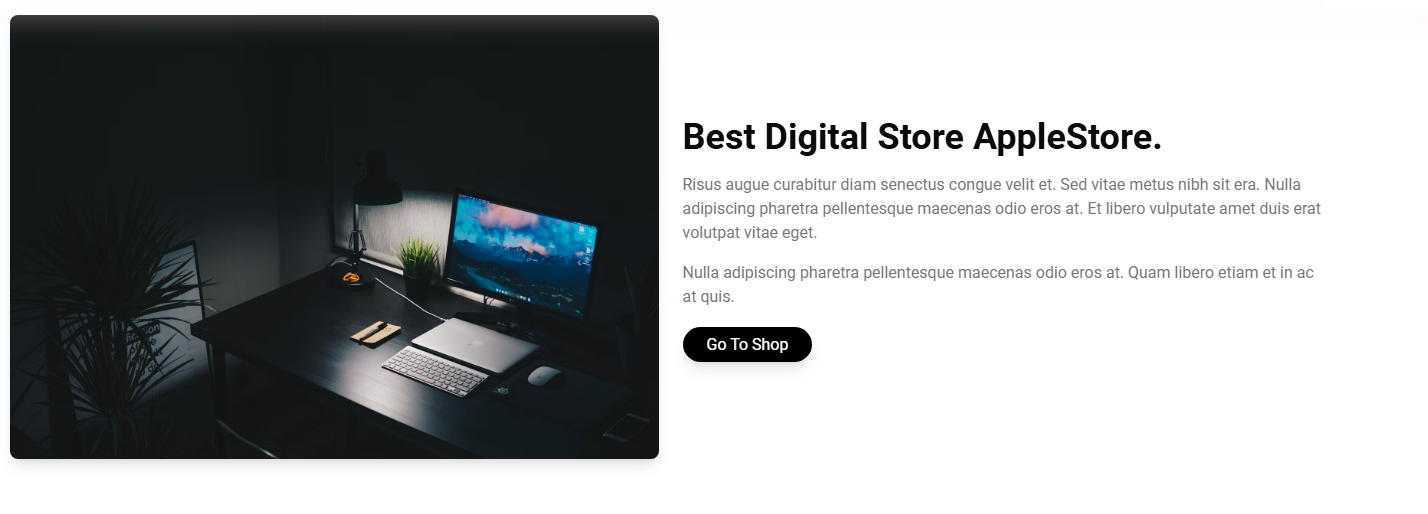 Best Digital Store AppleStore.
Risus augue curabitur diam senectus congue velit et. Sed vitae metus nibh sit era. Nulla
adipiscing pharetra pellentesque maecenas odio eros at. Et libero vulputate amet duis erat
volutpat vitae eget.
Nulla adipiscing pharetra pellentesque maecenas odio eros at. Quam libero etiam et in ac
at quis.
Go To Shop